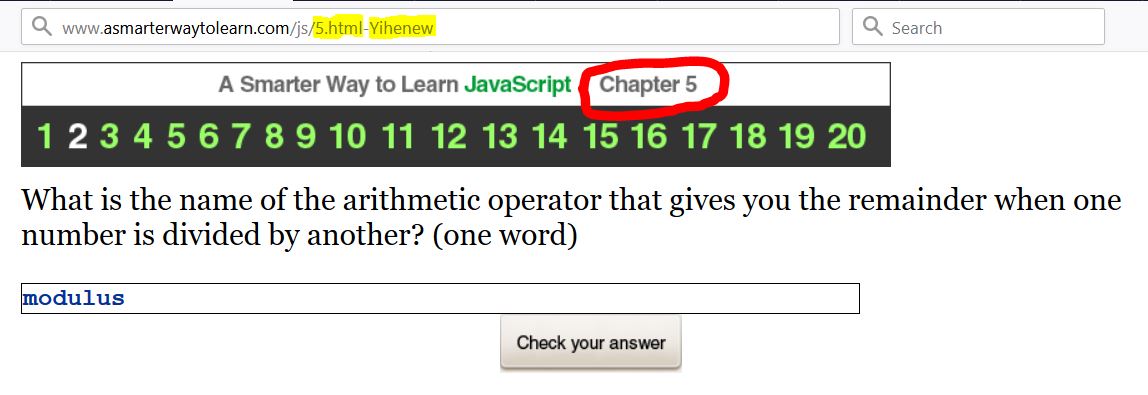 www.asmarterwaytolearn.com/js/5.html-Yihenew
Search
A Smarter Way to Learn JavaScript Chapter 5
1 2 3 4 5 6 7 8 9 10 11 12 13 14 15 16 17 18 19 20
What is the name of the arithmetic operator that gives you the remainder when one
number is divided by another? (one word)
modulus
Check your answer